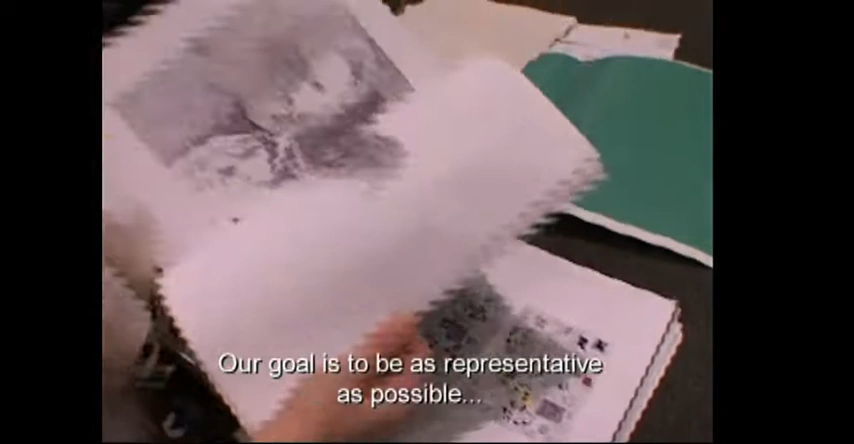 Our goal is to be as representative
as possible...